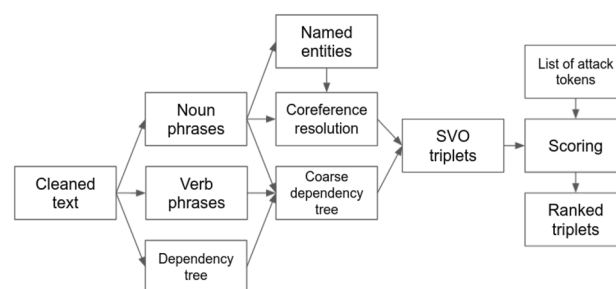 Named
entities
List of attack
tokens
Noun
phrases
Coreference
resolution
SVO
triplets
Scoring
Cleaned
text
Verb
phrases
Coarse
dependency
tree
Ranked
triplets
Dependency
tree